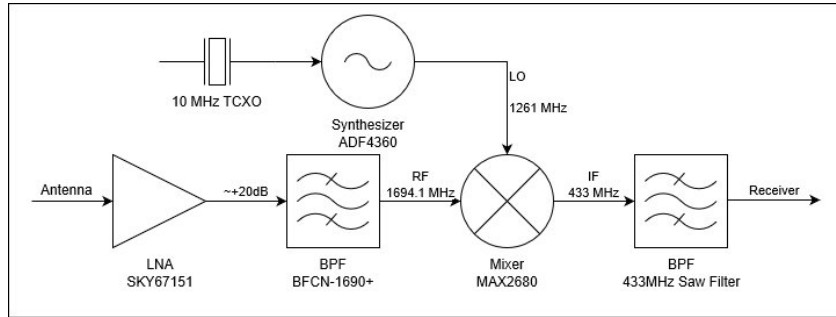 10 MHz TCXO
Synthesizer
ADF4360
LO
1261 MHz
Antenna
~+20dB
RF
1694.1 MHz
IF
433 MHz
Receiver
LNA
SKY67151
BPF
BFCN-1690+
Mixer
MAX2680
BPF
433MHz Saw Filter